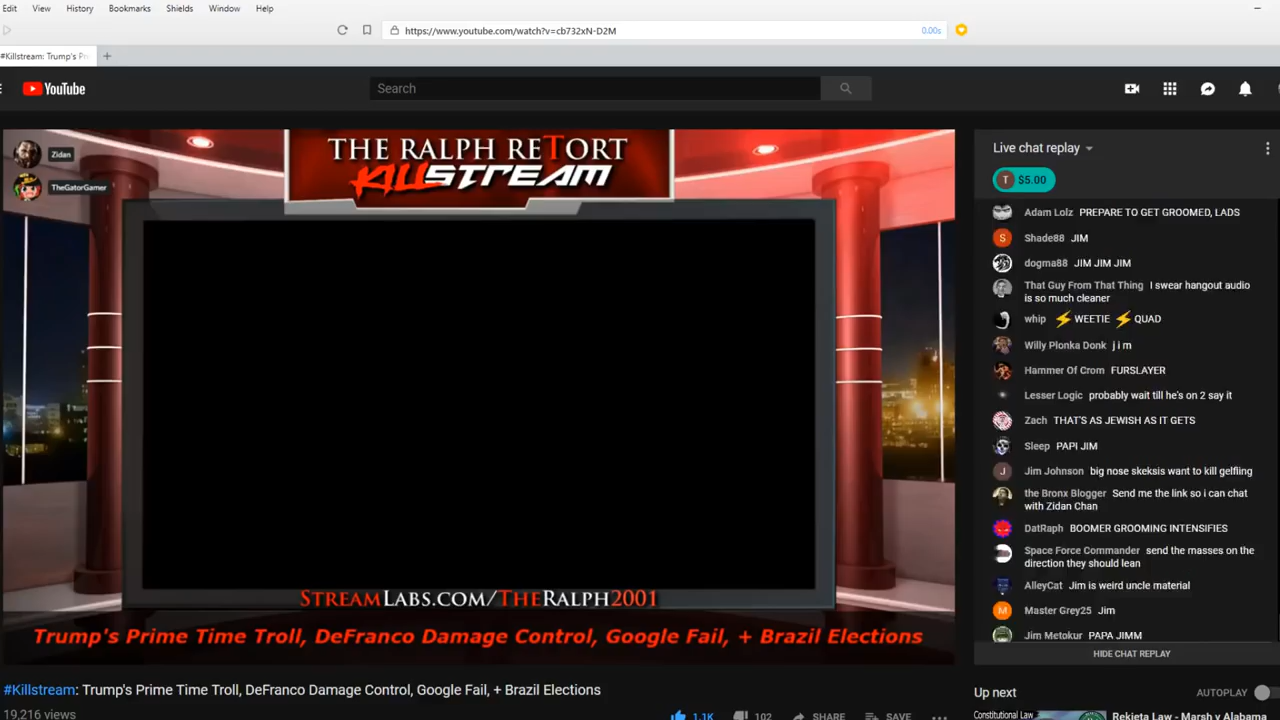 Edit View History Bookmarks Shields Window Help
https://www.youtube.com/watch?v=cb732xN-D2M 0.00s
#Killstream: Trump's Pr
YouTube
Search
Zidan
TheGatorGamer
THE RALPH RETORT
KILLSTREAM
STREAMLABS.COM/THERALPH2001
Trump's Prime Time Troll, DeFranco Damage Control, Google Fail, + Brazil Elections
#Killstream: Trump's Prime Time Troll, DeFranco Damage Control, Google Fail, + Brazil Elections
19,216 views
1.1K 102 SHARE SAVE
Live chat replay
T $5.00
Adam Lolz PREPARE TO GET GROOMED, LADS
S Shade88 JIM
dogma88 JIM JIM JIM
That Guy From That Thing I swear hangout audio
is so much cleaner
whip ⚡WEETIE ⚡QUAD
Willy Plonka Donk j i m
Hammer Of Crom FURSLAYER
Lesser Logic probably wait till he's on 2 say it
Zach THAT'S AS JEWISH AS IT GETS
Sleep PAPI JIM
J Jim Johnson big nose skeksis want to kill gelfling
the Bronx Blogger Send me the link so i can chat
with Zidan Chan
DatRaph BOOMER GROOMING INTENSIFIES
Space Force Commander send the masses on the
direction they should lean
AlleyCat Jim is weird uncle material
M Master Grey25 Jim
Jim Metokur PAPA JIMM
HIDE CHAT REPLAY
Up next AUTOPLAY
Constitutional Law
Rekieta Law - Marsh v Alabama